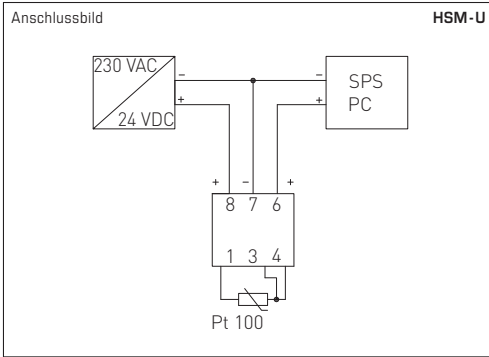 Anschlussbild HSM-U
230 VAC
24 VDC
– +
– +
SPS
PC
+ – +
8 7 6
1 3 4
Pt 100